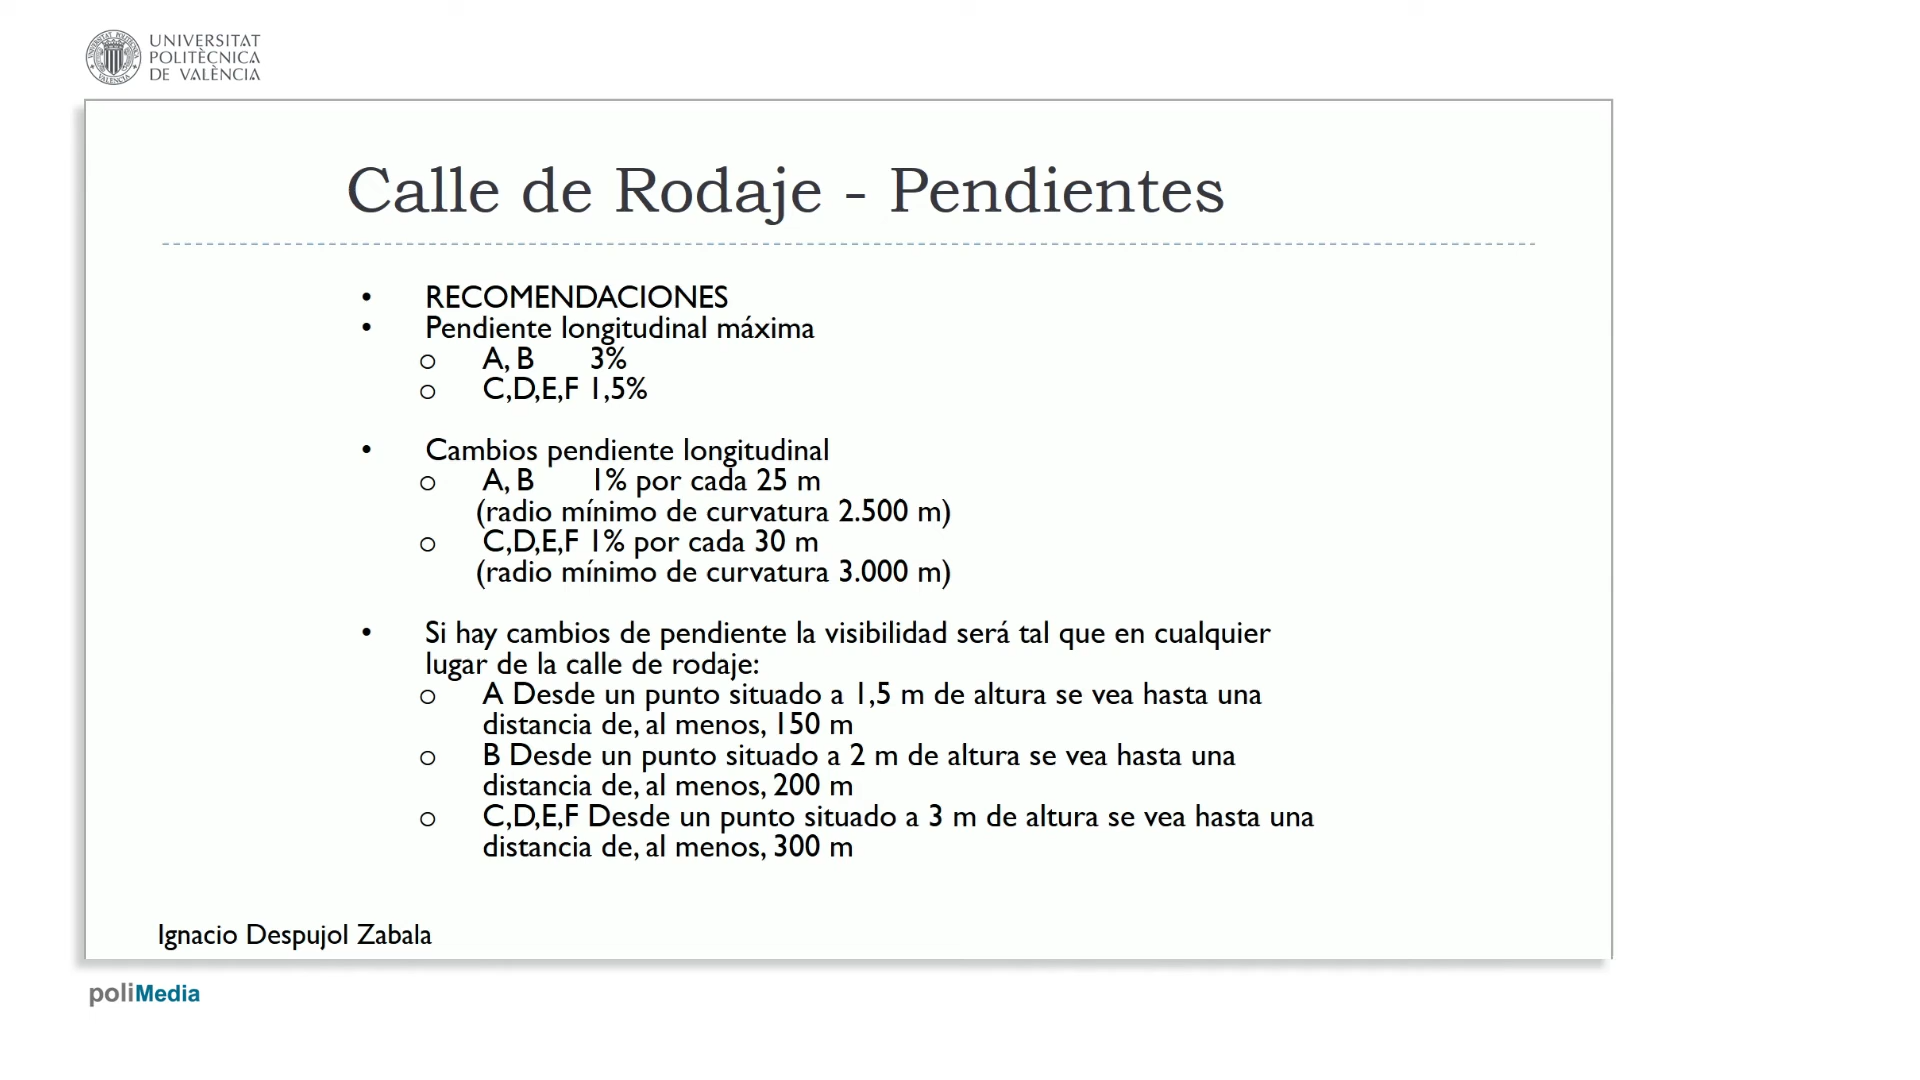 UNIVERSITAT
POLITÈCNICA
DE VALÈNCIA
Calle de Rodaje - Pendientes
• RECOMENDACIONES
• Pendiente longitudinal máxima
o A, B 3%
o C,D,E,F 1,5%
• Cambios pendiente longitudinal
o A, B 1% por cada 25 m
(radio mínimo de curvatura 2.500 m)
o C,D,E,F 1% por cada 30 m
(radio mínimo de curvatura 3.000 m)
• Si hay cambios de pendiente la visibilidad será tal que en cualquier
lugar de la calle de rodaje:
o A Desde un punto situado a 1,5 m de altura se vea hasta una
distancia de, al menos, 150 m
o B Desde un punto situado a 2 m de altura se vea hasta una
distancia de, al menos, 200 m
o C,D,E,F Desde un punto situado a 3 m de altura se vea hasta una
distancia de, al menos, 300 m
Ignacio Despujol Zabala
poliMedia